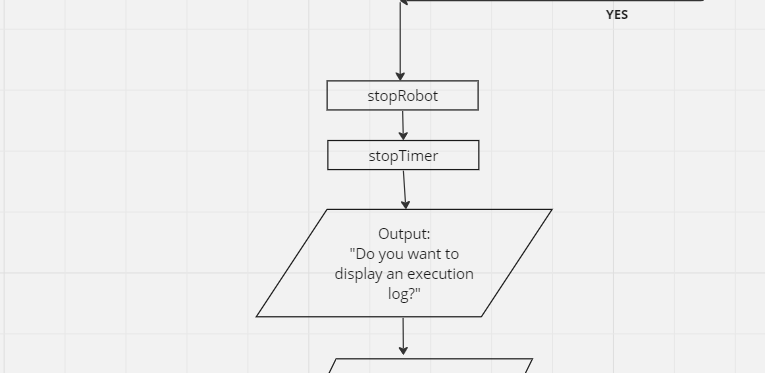 YES
stopRobot
stopTimer
Output:
"Do you want to
display an execution
log?"